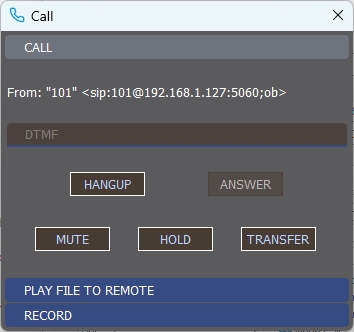 Call
CALL
From: "101" <sip:101@192.168.1.127:5060;ob>
DTMF
HANGUP
ANSWER
MUTE
HOLD
TRANSFER
PLAY FILE TO REMOTE
RECORD